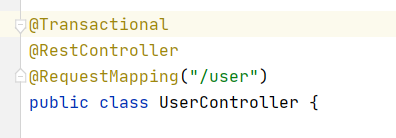 @Transactional
@RestController
@RequestMapping("/user")
public class UserController {